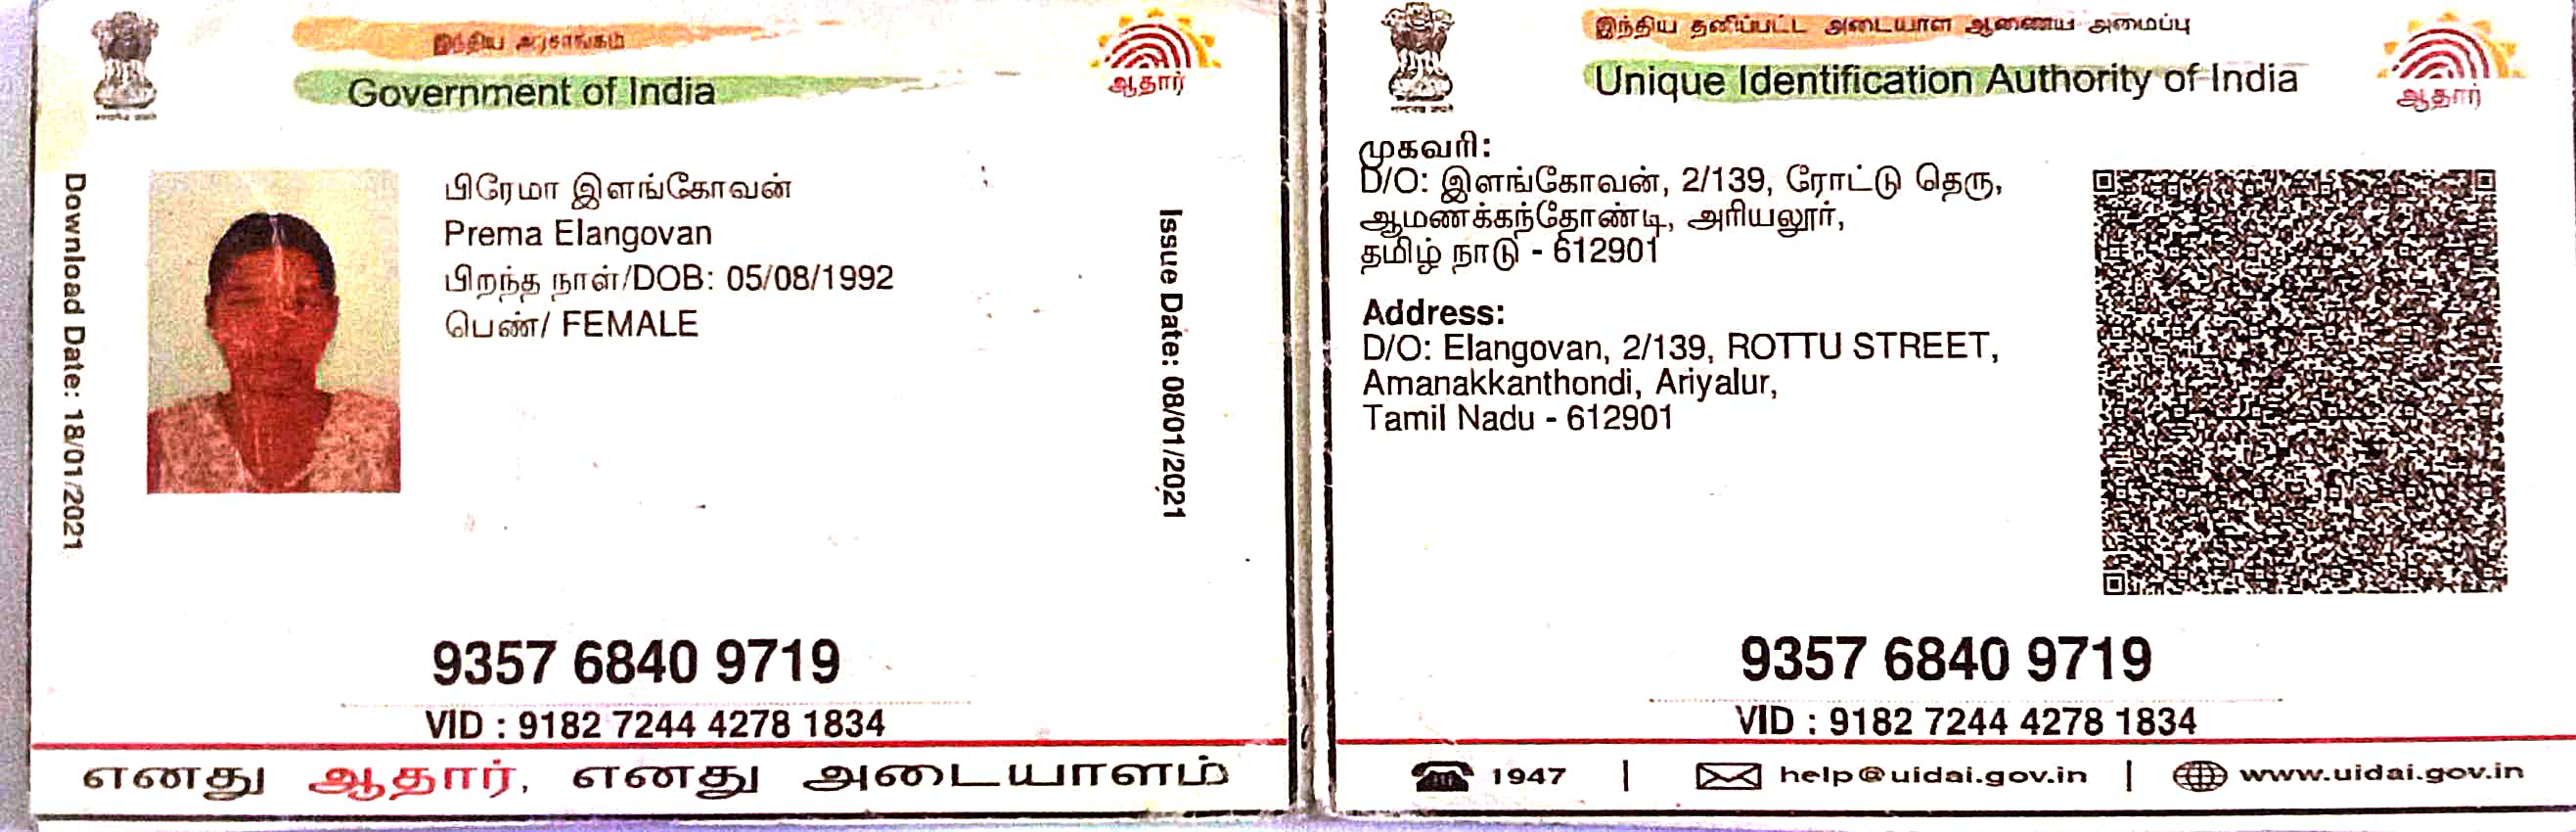 இந்திய அரசாங்கம்
Government of India
ஆதார்
Download Date: 18/01/2021
பிரேமா இளங்கோவன்
Prema Elangovan
பிறந்த நாள்/DOB: 05/08/1992
பெண்/ FEMALE
Issue Date: 08/01/2021
9357 6840 9719
VID : 9182 7244 4278 1834
எனது ஆதார், எனது அடையாளம்
இந்திய தனிப்பட்ட அடையாள ஆணைய அமைப்பு
Unique Identification Authority of India
ஆதார்
முகவரி:
D/O: இளங்கோவன், 2/139, ரோட்டு தெரு,
ஆமணக்கந்தோண்டி, அரியலூர்,
தமிழ் நாடு - 612901
Address:
D/O: Elangovan, 2/139, ROTTU STREET,
Amanakkanthondi, Ariyalur,
Tamil Nadu - 612901
9357 6840 9719
VID : 9182 7244 4278 1834
1947 | help@uidai.gov.in | www.uidai.gov.in